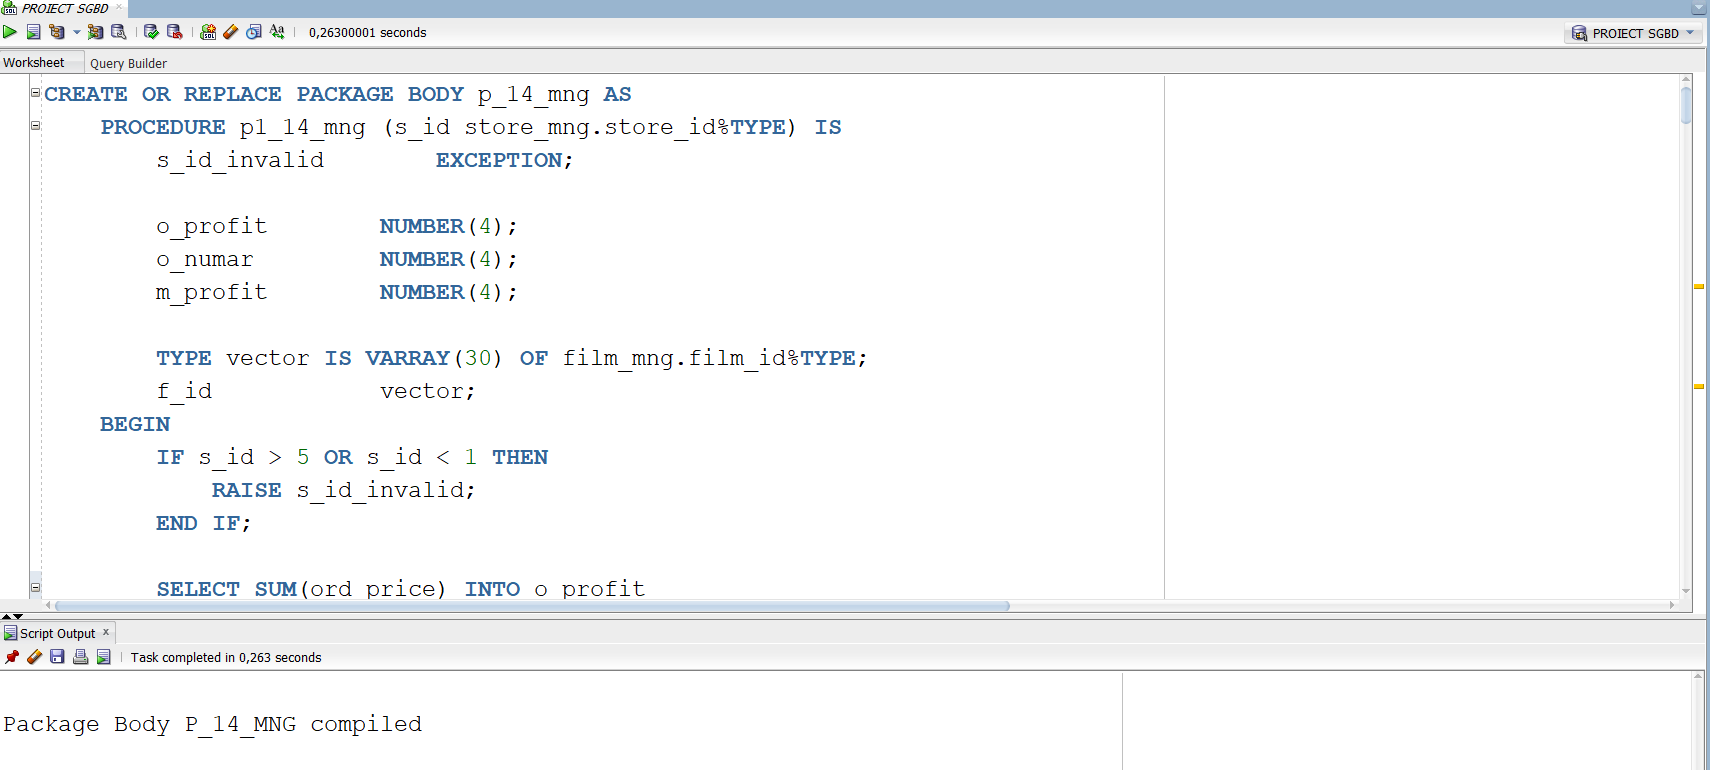 PROIECT SGBD
0,26300001 seconds
PROIECT SGBD
Worksheet
Query Builder
CREATE OR REPLACE PACKAGE BODY p_14_mng AS
PROCEDURE p1_14_mng (s_id store_mng.store_id%TYPE) IS
s_id_invalid EXCEPTION;
o_profit NUMBER(4);
o_numar NUMBER(4);
m_profit NUMBER(4);
TYPE vector IS VARRAY(30) OF film_mng.film_id%TYPE;
f_id vector;
BEGIN
IF s_id > 5 OR s_id < 1 THEN
RAISE s_id_invalid;
END IF;
SELECT SUM(ord_price) INTO o_profit
Script Output
Task completed in 0,263 seconds
Package Body P_14_MNG compiled